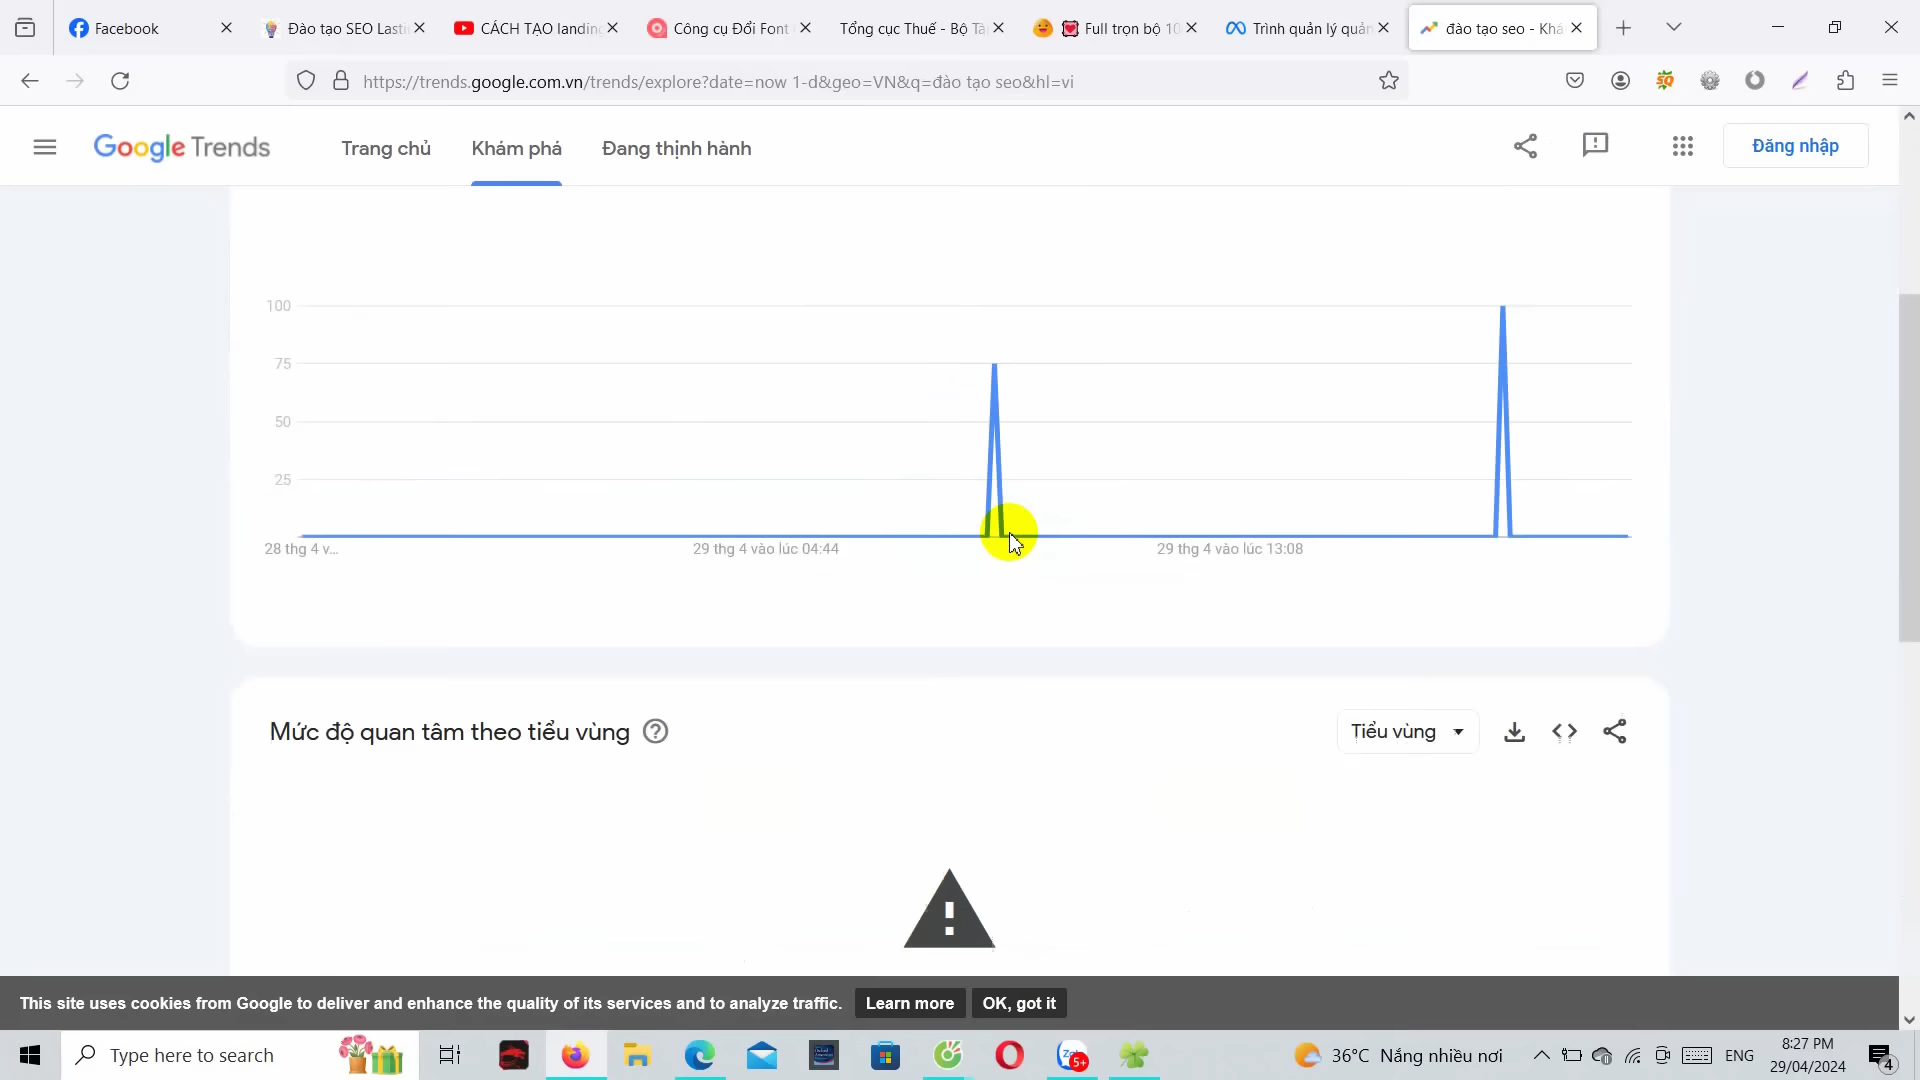 Facebook
Đào tạo SEO Lasti
CÁCH TẠO landing
Công cụ Đổi Font
Tổng cục Thuế - Bộ Tà
Full trọn bộ 10
Trình quản lý quản
đào tạo seo - Khá
https://trends.google.com.vn/trends/explore?date=now 1-d&geo=VN&q=đào tạo seo&hl=vi
Google Trends
Trang chủ
Khám phá
Đang thịnh hành
Đăng nhập
100
75
50
25
28 thg 4 v...
29 thg 4 vào lúc 04:44
29 thg 4 vào lúc 13:08
Mức độ quan tâm theo tiểu vùng
Tiểu vùng
This site uses cookies from Google to deliver and enhance the quality of its services and to analyze traffic.
Learn more
OK, got it
Type here to search
5+
36°C Nắng nhiều nơi
ENG
8:27 PM
29/04/2024
4